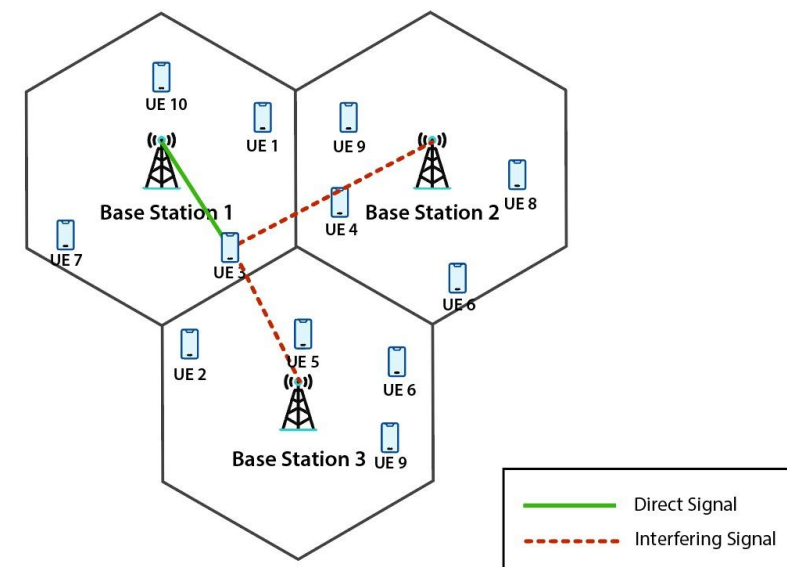 UE 10
UE 1
UE 9
Base Station 1
Base Station 2
UE 8
UE 4
UE 7
UE 3
UE 6
UE 2
UE 5
UE 6
Base Station 3
UE 9
Direct Signal
Interfering Signal